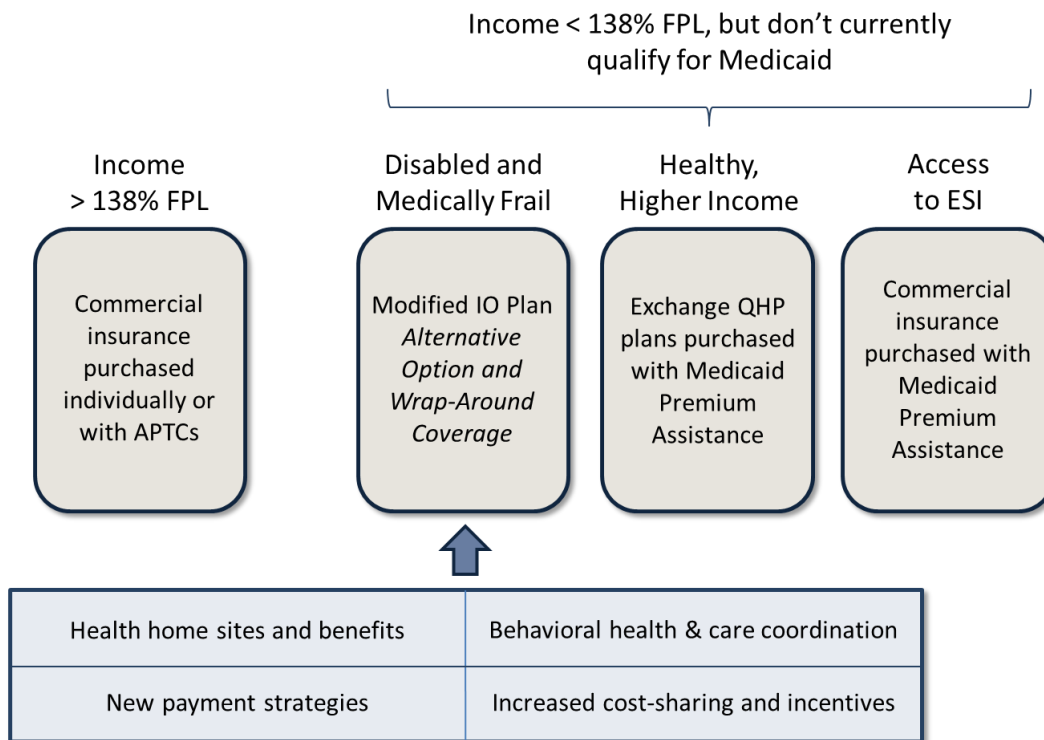 Income < 138% FPL, but don’t currently
qualify for Medicaid
Income
> 138% FPL
Disabled and
Medically Frail
Healthy,
Higher Income
Access
to ESI
Commercial
insurance
purchased
individually or
with APTCs
Modified IO Plan
Alternative
Option and
Wrap-Around
Coverage
Exchange QHP
plans purchased
with Medicaid
Premium
Assistance
Commercial
insurance
purchased with
Medicaid
Premium
Assistance
Health home sites and benefits
Behavioral health & care coordination
New payment strategies
Increased cost-sharing and incentives